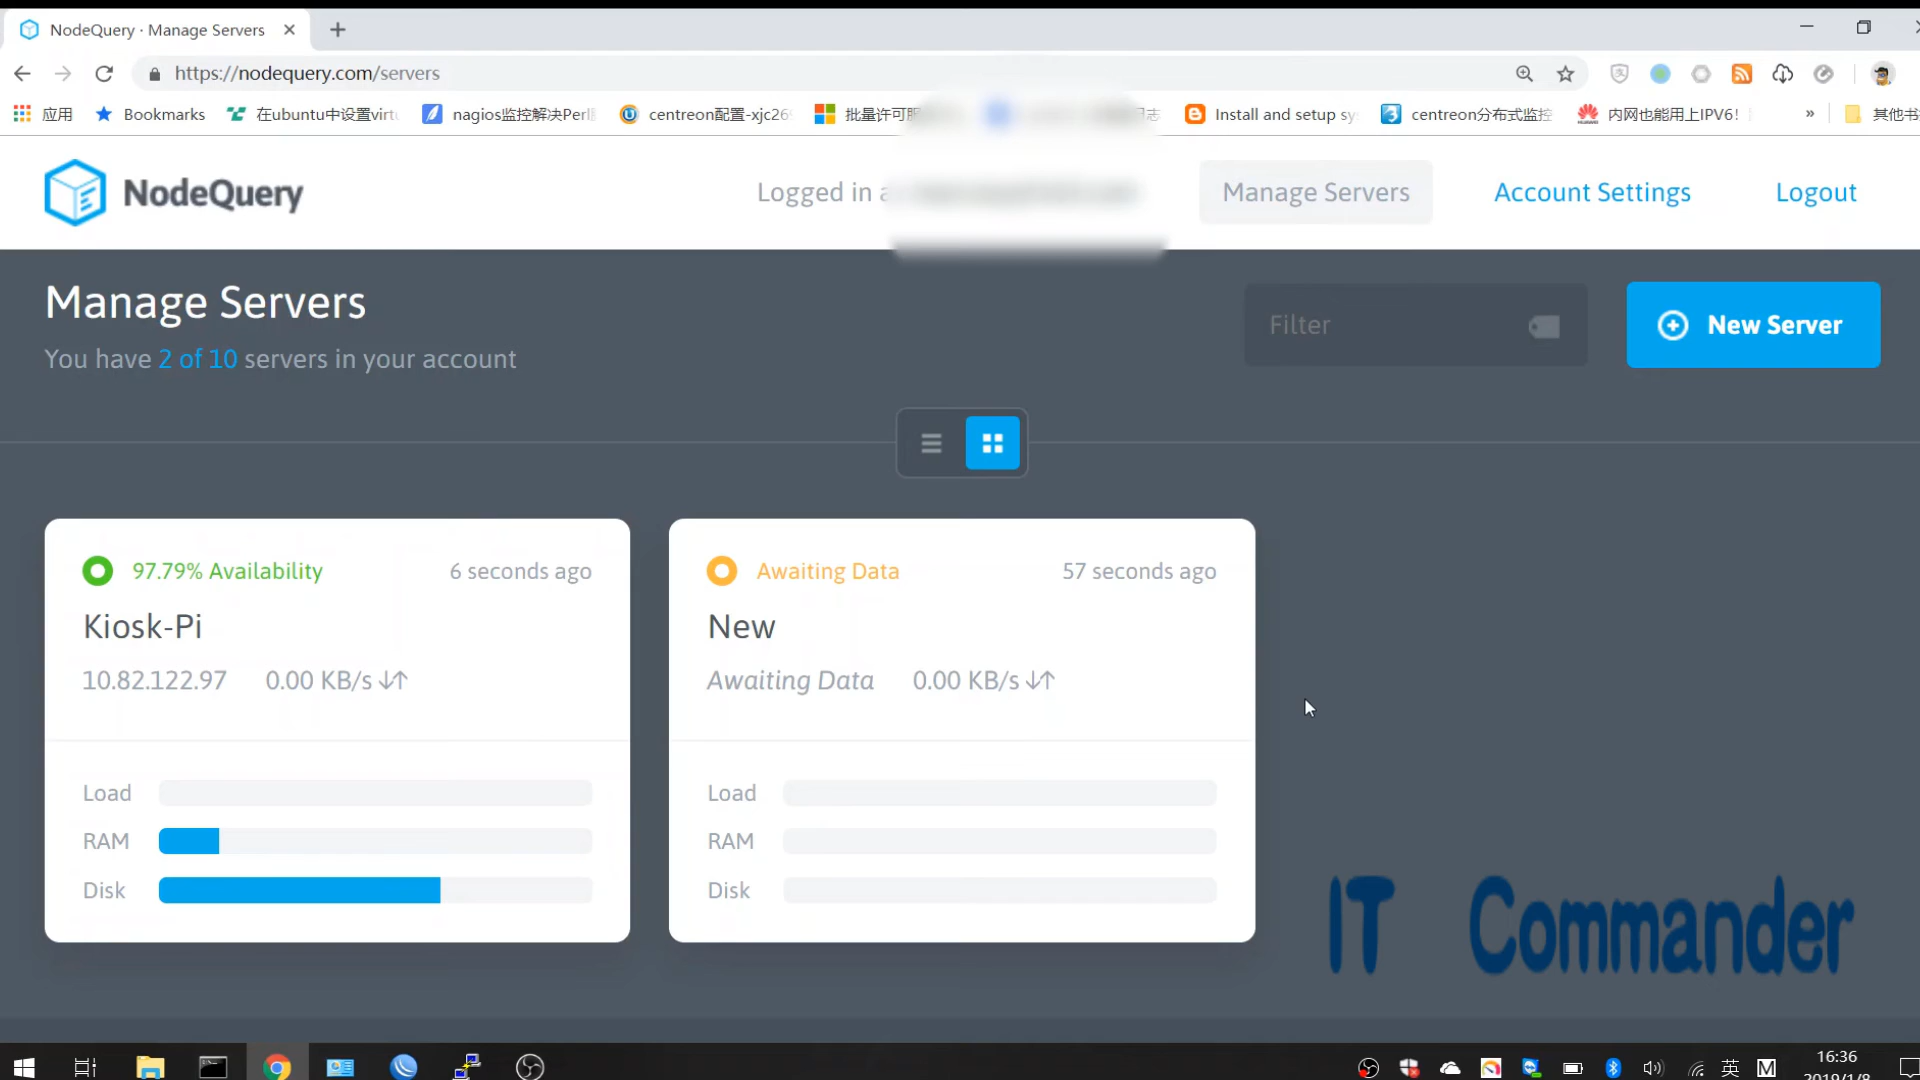 NodeQuery · Manage Servers
https://nodequery.com/servers
应用
Bookmarks
在ubuntu中设置virt
nagios监控解决Perl
centreon配置-xjc26
批量许可
志
Install and setup sy
centreon分布式监控
内网也能用上IPV6!
»
其他书
NodeQuery
Logged in
Manage Servers
Account Settings
Logout
Manage Servers
You have 2 of 10 servers in your account
Filter
New Server
97.79% Availability
6 seconds ago
Kiosk-Pi
10.82.122.97
0.00 KB/s
Load
RAM
Disk
Awaiting Data
57 seconds ago
New
Awaiting Data
0.00 KB/s
Load
RAM
Disk
IT Commander
英
M
16:36
2019/1/8